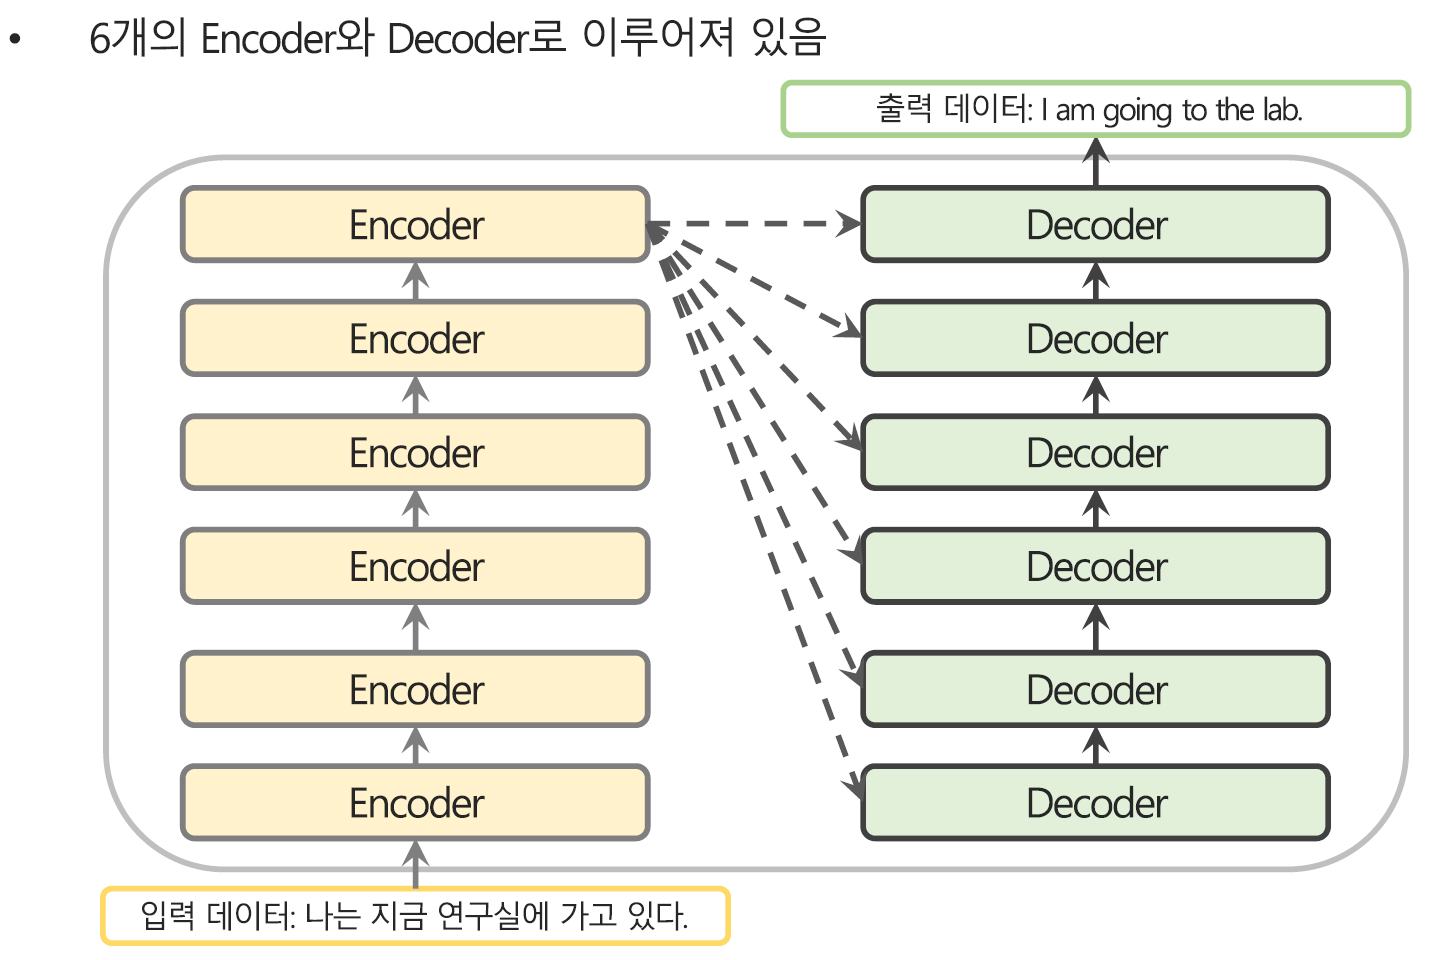 • 6개의 Encoder와 Decoder로 이루어져 있음
출력 데이터: I am going to the lab.
Encoder
Decoder
Encoder
Decoder
Encoder
Decoder
Encoder
Decoder
Encoder
Decoder
Encoder
Decoder
입력 데이터: 나는 지금 연구실에 가고 있다.